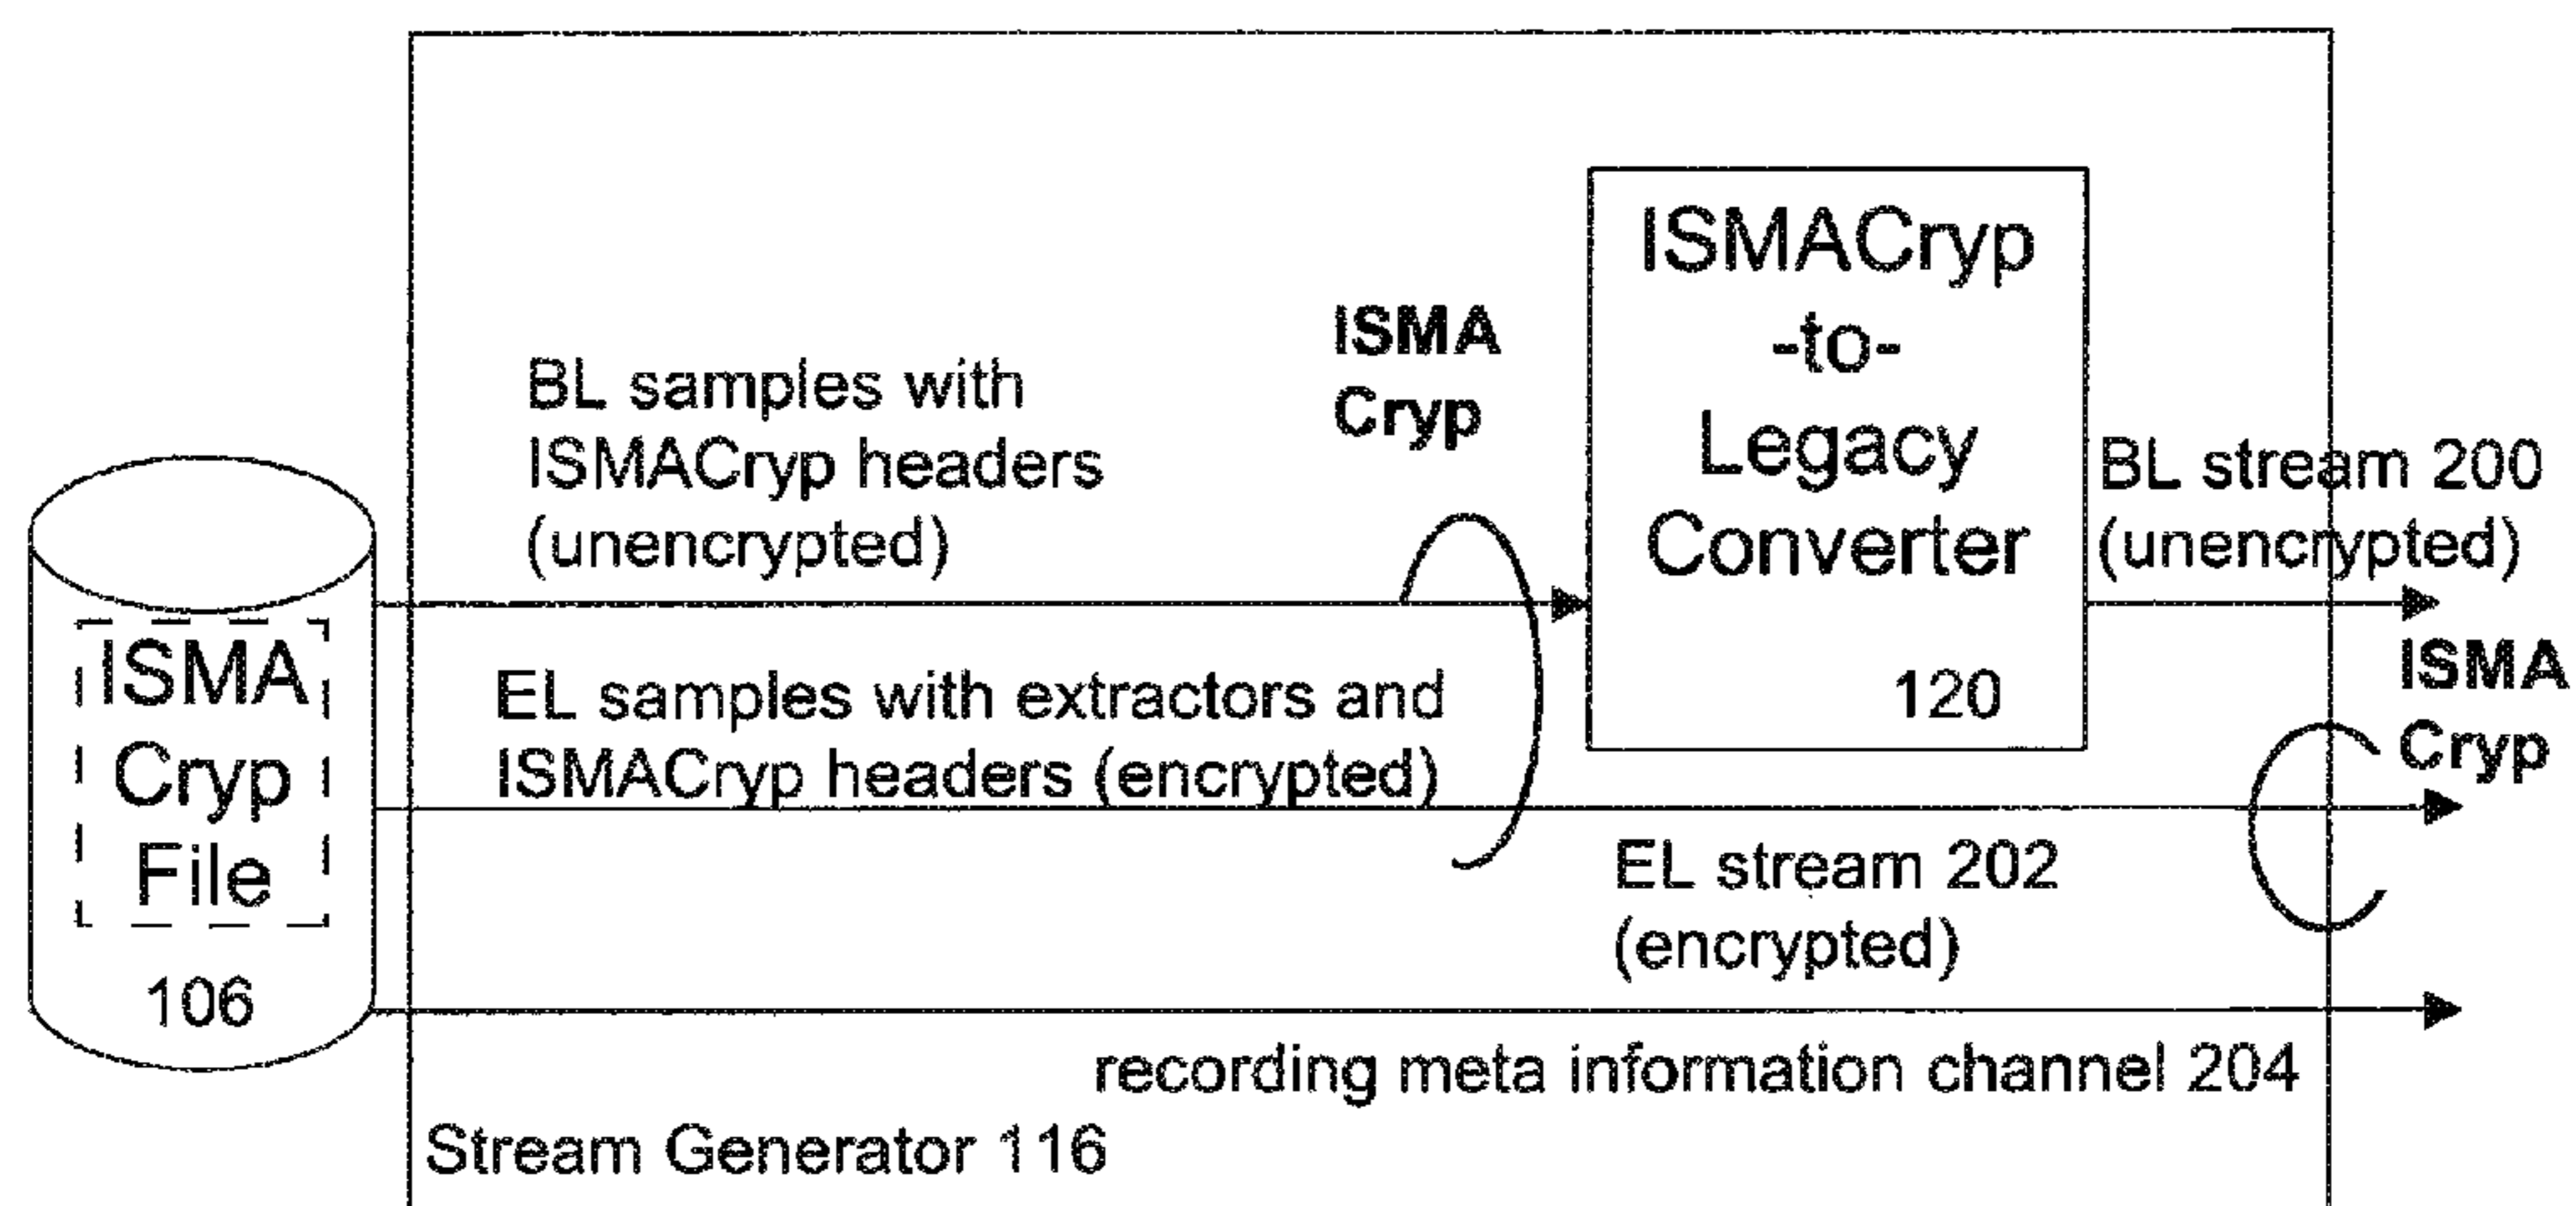 ISMACryp
-to-
Legacy
Converter
120
ISMA
Cryp
BL samples with
ISMACryp headers
(unencrypted)
BL stream 200
(unencrypted)
ISMA
Cryp
File
106
EL samples with extractors and
ISMACryp headers (encrypted)
ISMA
Cryp
EL stream 202
(encrypted)
recording meta information channel 204
Stream Generator 116